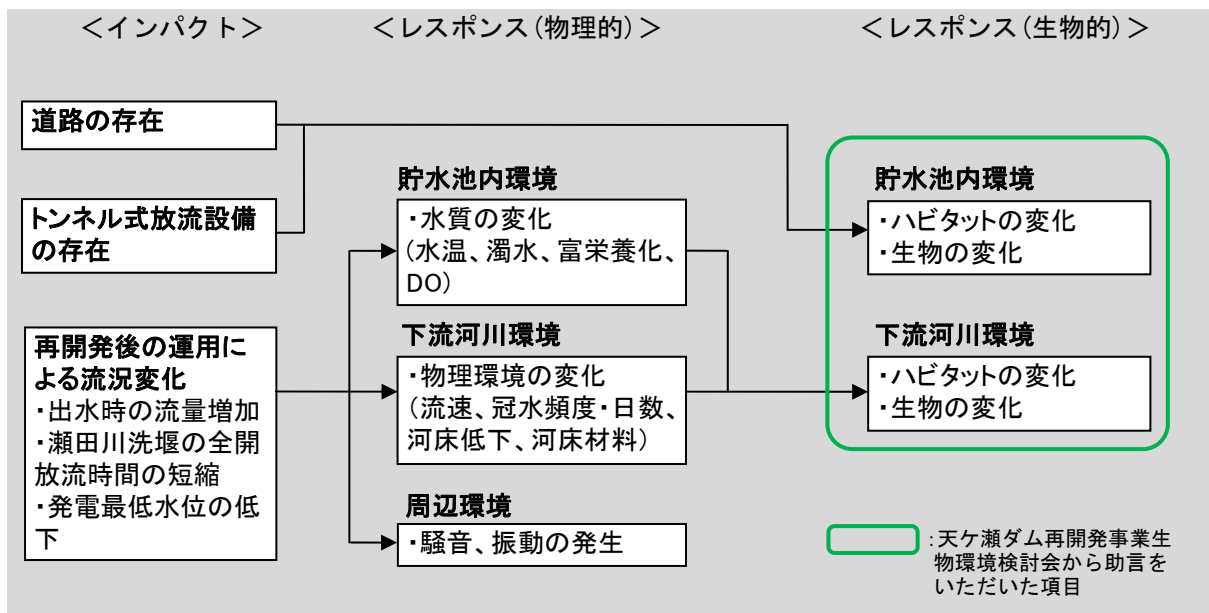 ＜インパクト＞
＜レスポンス(物理的)＞
＜レスポンス(生物的)＞
道路の存在
トンネル式放流設備
の存在
再開発後の運用に
よる流況変化
・出水時の流量増加
・瀬田川洗堰の全開
放流時間の短縮
・発電最低水位の低
下
貯水池内環境
・水質の変化
(水温、濁水、富栄養化、
DO)
下流河川環境
・物理環境の変化
(流速、冠水頻度・日数、
河床低下、河床材料)
周辺環境
・騒音、振動の発生
貯水池内環境
・ハビタットの変化
・生物の変化
下流河川環境
・ハビタットの変化
・生物の変化
:天ケ瀬ダム再開発事業生
物環境検討会から助言を
いただいた項目